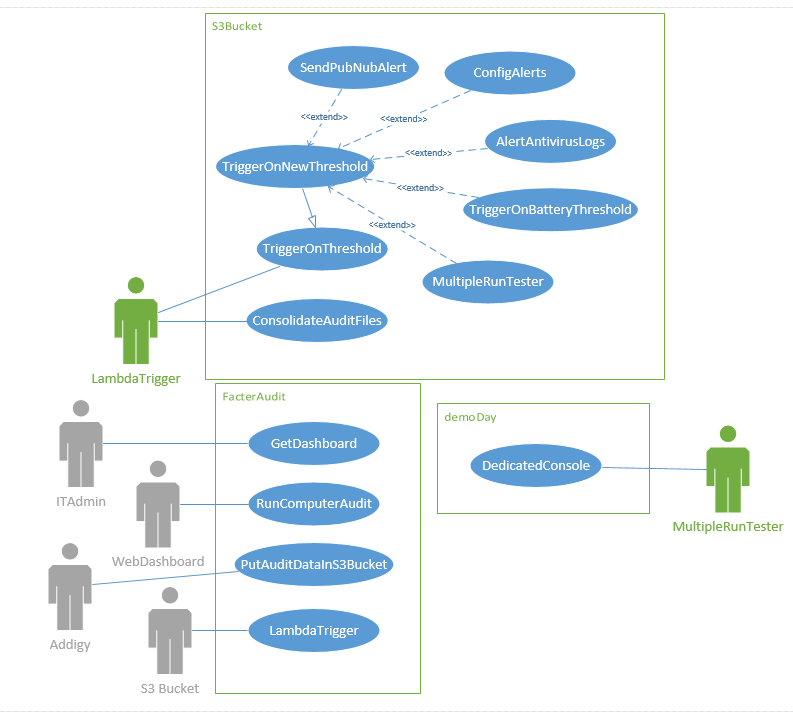 S3Bucket
SendPubNubAlert
ConfigAlerts
<<extend>>
<<extend>>
AlertAntivirusLogs
<<extend>>
TriggerOnNewThreshold
<<extend>>
TriggerOnBatteryThreshold
<<extend>>
TriggerOnThreshold
MultipleRunTester
ConsolidateAuditFiles
LambdaTrigger
FacterAudit
demoDay
GetDashboard
DedicatedConsole
ITAdmin
RunComputerAudit
MultipleRunTester
WebDashboard
PutAuditDataInS3Bucket
LambdaTrigger
Addigy
S3 Bucket